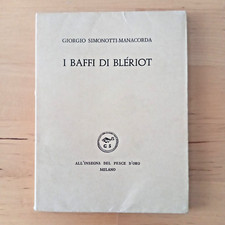 GIORGIO SIMONOTTI-MANACORDA
I BAFFI DI BLÉRIOT
ALL'INSEGNA DEL PESCE D'ORO
MILANO